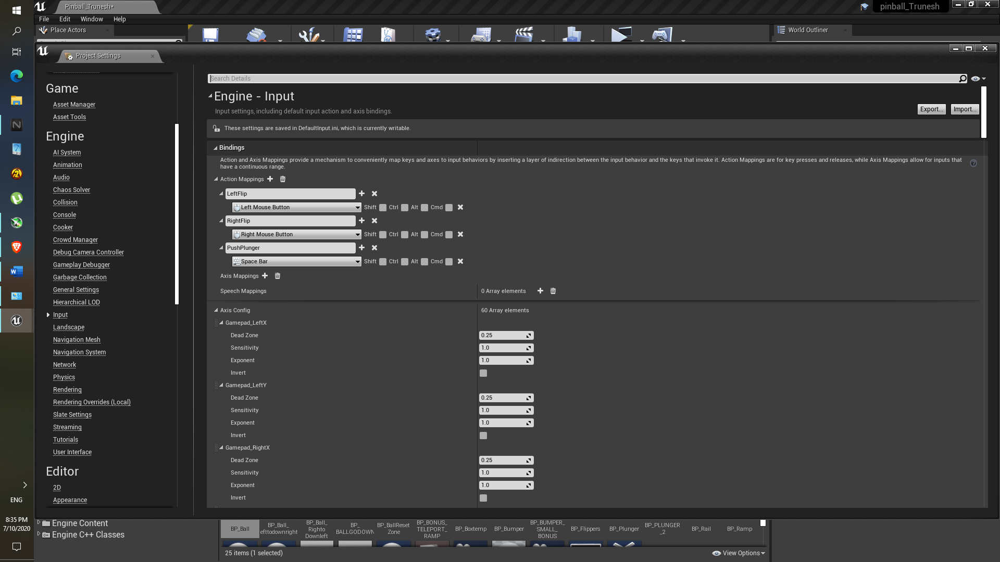 Pinball_Trunesh*
pinball_Trunesh
File Edit Window Help
Place Actors
World Outliner
Project Settings
Game
Asset Manager
Asset Tools
Engine
AI System
Animation
Audio
Chaos Solver
Collision
Console
Cooker
Crowd Manager
Debug Camera Controller
Gameplay Debugger
Garbage Collection
General Settings
Hierarchical LOD
Input
Landscape
Navigation Mesh
Navigation System
Network
Physics
Rendering
Rendering Overrides (Local)
Slate Settings
Streaming
Tutorials
User Interface
Editor
2D
Appearance
Search Details
Engine - Input
Input settings, including default input action and axis bindings.
Export...
Import...
These settings are saved in DefaultInput.ini, which is currently writable.
Bindings
Action and Axis Mappings provide a mechanism to conveniently map keys and axes to input behaviors by inserting a layer of indirection between the input behavior and the keys that invoke it. Action Mappings are for key presses and releases, while Axis Mappings allow for inputs that
have a continuous range.
Action Mappings
LeftFlip
Left Mouse Button Shift Ctrl Alt Cmd
RightFlip
Right Mouse Button Shift Ctrl Alt Cmd
PushPlunger
Space Bar Shift Ctrl Alt Cmd
Axis Mappings
Speech Mappings 0 Array elements
Axis Config 60 Array elements
Gamepad_LeftX
Dead Zone 0.25
Sensitivity 1.0
Exponent 1.0
Invert
Gamepad_LeftY
Dead Zone 0.25
Sensitivity 1.0
Exponent 1.0
Invert
Gamepad_RightX
Dead Zone 0.25
Sensitivity 1.0
Exponent 1.0
Invert
ENG
8:35 PM
7/10/2020
Engine Content
Engine C++ Classes
BP_Ball
BP_Ball_
efttodownright
BP_Ball_
Righto
Downleft
BP_
BALLGODOWN
BP_BallReset
Zone
BP_BONUS_
TELEPORT_
RAMP
BP_Boxtemp
BP_Bumper
BP_BUMPER_
SMALL_
BONUS
BP_Flippers
BP_Plunger
BP_PLUNGER
_2
BP_Rail
BP_Ramp
25 items (1 selected)
View Options